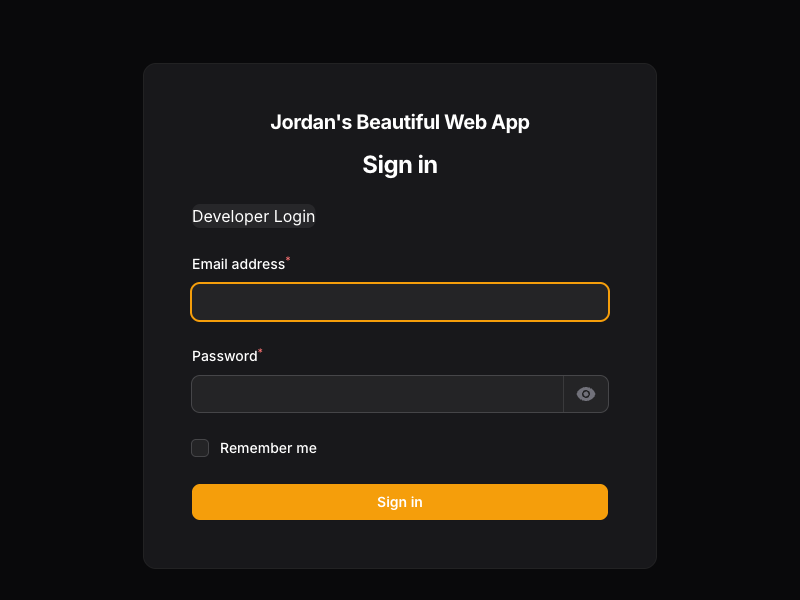 Jordan's Beautiful Web App
Sign in
Developer Login
Email address*
Password*
Remember me
Sign in